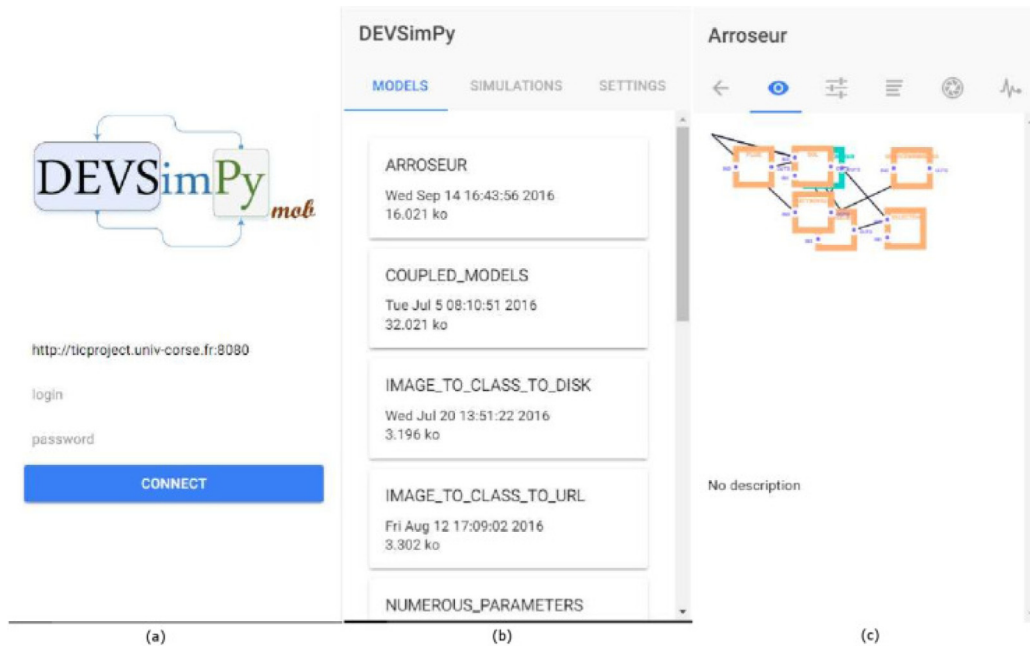 DEVSimPy
mob
http://ticproject.univ-corse.fr:8080
login
password
CONNECT
(a)
DEVSimPy
MODELS SIMULATIONS SETTINGS
ARROSEUR
Wed Sep 14 16:43:56 2016
16.021 ko
COUPLED_MODELS
Tue Jul 5 08:10:51 2016
32.021 ko
IMAGE_TO_CLASS_TO_DISK
Wed Jul 20 13:51:22 2016
3.196 ko
IMAGE_TO_CLASS_TO_URL
Fri Aug 12 17:09:02 2016
3.302 ko
NUMEROUS_PARAMETERS
(b)
Arroseur
No description
(c)